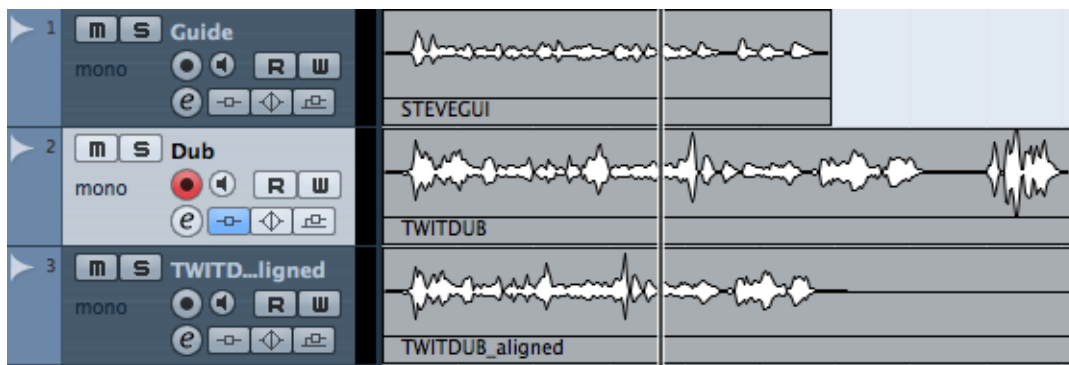 1 m S Guide
mono R W
e
STEVEGUI
2 m S Dub
mono R W
e
TWITDUB
3 m S TWITD...ligned
mono R W
e
TWITDUB_aligned